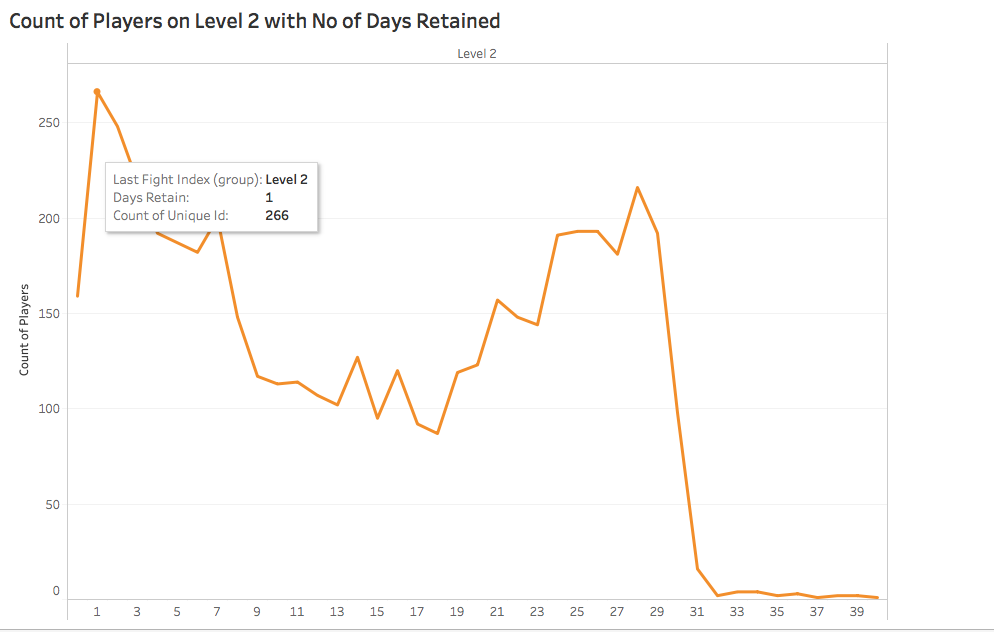 Count of Players on Level 2 with No of Days Retained
Level 2
250
200
150
100
50
0
Count of Players
Last Fight Index (group): Level 2
Days Retain: 1
Count of Unique Id: 266
1 3 5 7 9 11 13 15 17 19 21 23 25 27 29 31 33 35 37 39